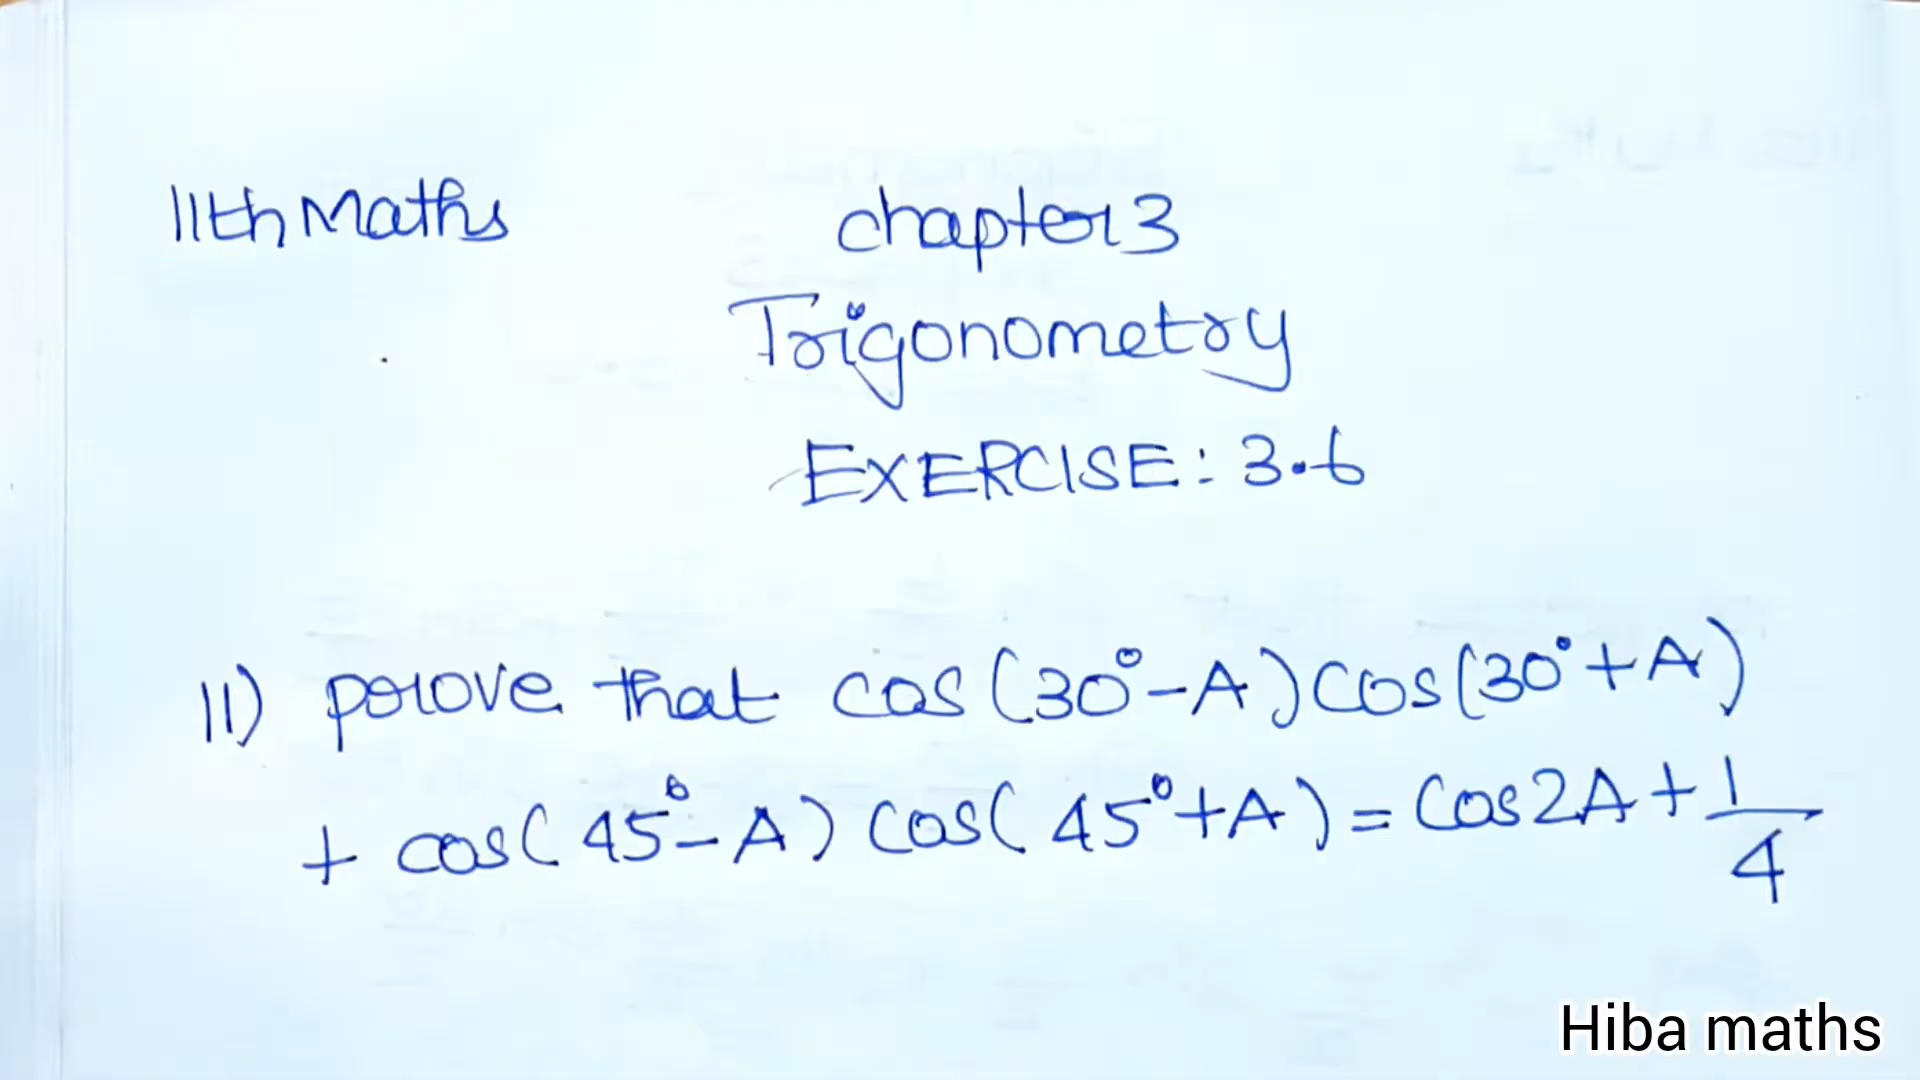 11th Maths chapter 3
Trigonometry
EXERCISE: 3.6
11) prove that cos(30°-A) cos(30°+A)
+ cos(45°-A) cos(45°+A) = cos2A + 1/4
Hiba maths